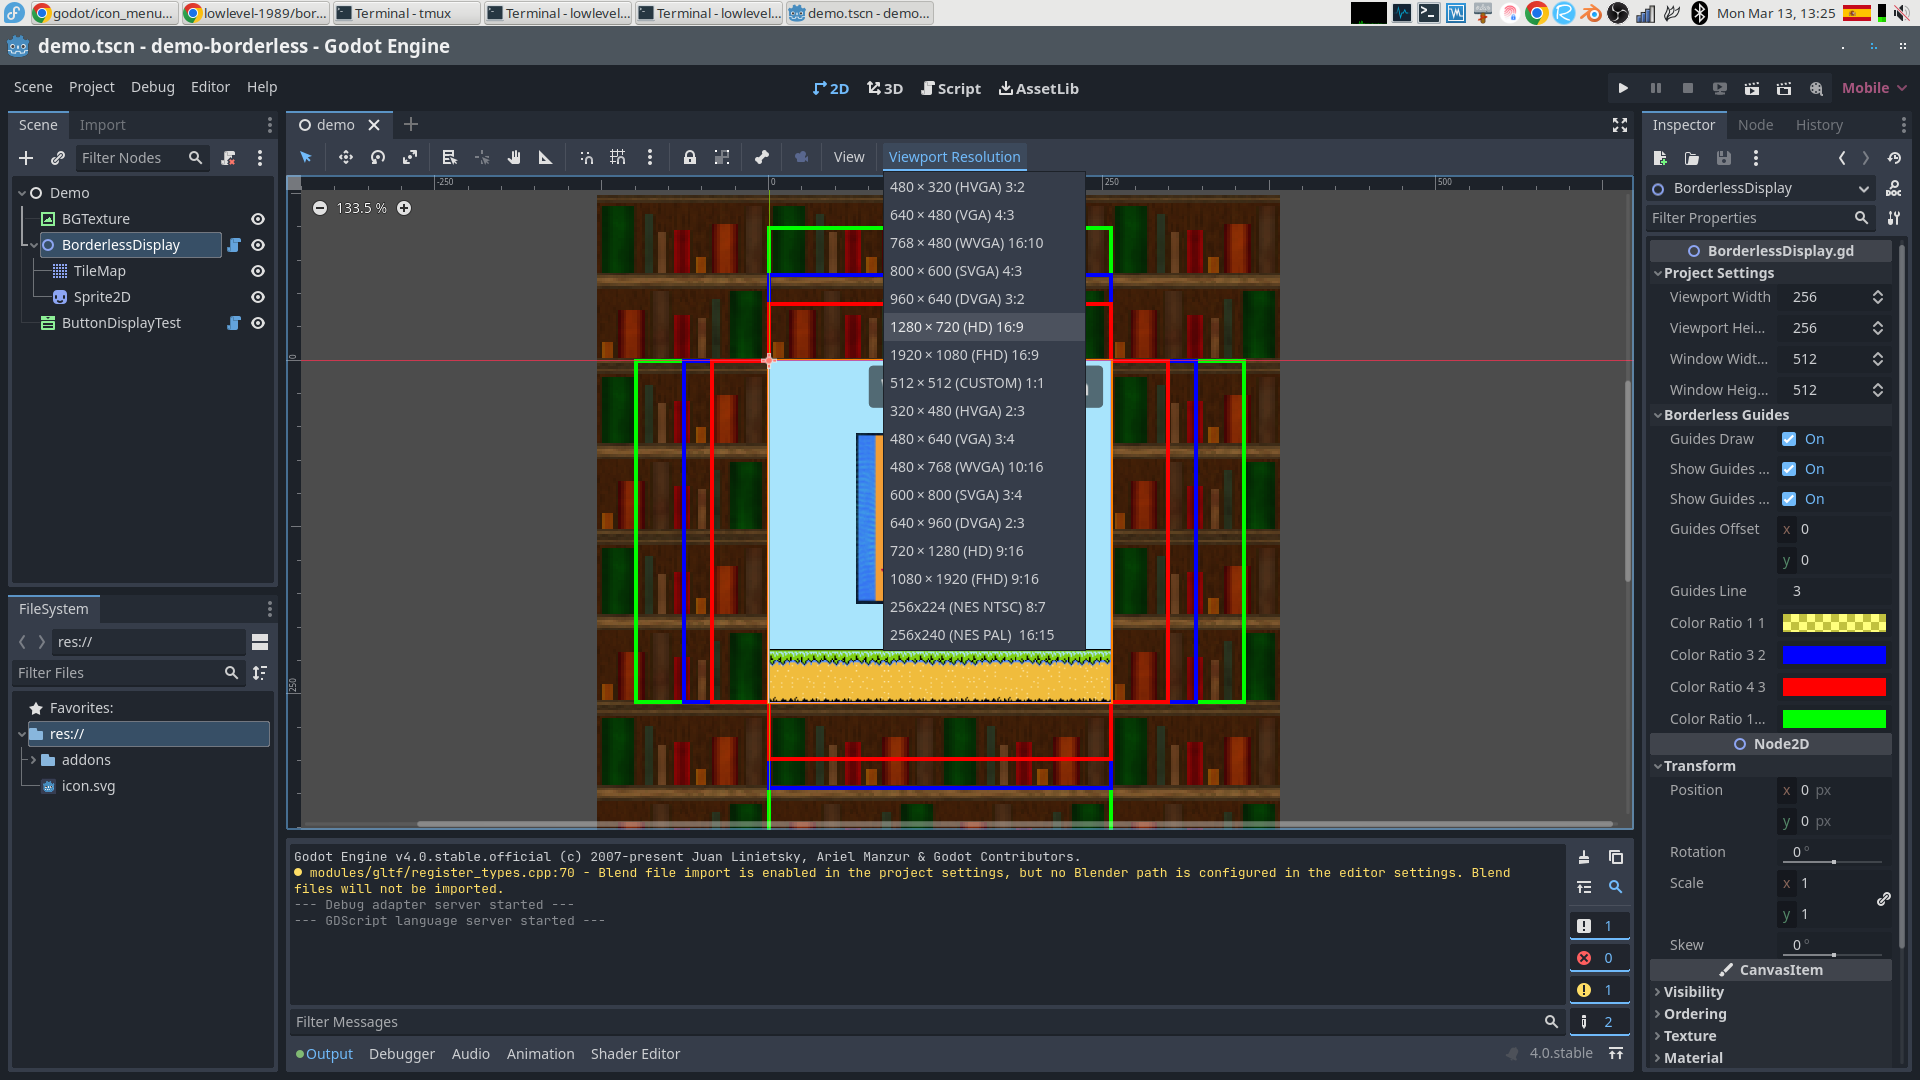 godot/icon_menu...
lowlevel-1989/bor...
Terminal - tmux
Terminal - lowlevel...
Terminal - lowlevel...
demo.tscn - demo...
Mon Mar 13, 13:25
demo.tscn - demo-borderless - Godot Engine
Scene Project Debug Editor Help
2D 3D Script AssetLib
Mobile
Scene Import
demo
Inspector Node History
Filter Nodes
View Viewport Resolution
Demo
BGTexture
BorderlessDisplay
TileMap
Sprite2D
ButtonDisplayTest
-250 0 250 500
133.5 %
0
250
480 × 320 (HVGA) 3:2
640 × 480 (VGA) 4:3
768 × 480 (WVGA) 16:10
800 × 600 (SVGA) 4:3
960 × 640 (DVGA) 3:2
1280 × 720 (HD) 16:9
1920 × 1080 (FHD) 16:9
512 × 512 (CUSTOM) 1:1
320 × 480 (HVGA) 2:3
480 × 640 (VGA) 3:4
480 × 768 (WVGA) 10:16
600 × 800 (SVGA) 3:4
640 × 960 (DVGA) 2:3
720 × 1280 (HD) 9:16
1080 × 1920 (FHD) 9:16
256x224 (NES NTSC) 8:7
256x240 (NES PAL) 16:15
BorderlessDisplay
Filter Properties
BorderlessDisplay.gd
Project Settings
Viewport Width 256
Viewport Hei... 256
Window Widt... 512
Window Heig... 512
Borderless Guides
Guides Draw On
Show Guides ... On
Show Guides ... On
Guides Offset x 0
y 0
Guides Line 3
Color Ratio 1 1
Color Ratio 3 2
Color Ratio 4 3
Color Ratio 1...
Node2D
Transform
Position x 0 px
y 0 px
Rotation 0 °
Scale x 1
y 1
Skew 0 °
CanvasItem
Visibility
Ordering
Texture
Material
FileSystem
res://
Filter Files
Favorites:
res://
addons
icon.svg
Godot Engine v4.0.stable.official (c) 2007-present Juan Linietsky, Ariel Manzur & Godot Contributors.
modules/gltf/register_types.cpp:70 - Blend file import is enabled in the project settings, but no Blender path is configured in the editor settings. Blend
files will not be imported.
--- Debug adapter server started ---
--- GDScript language server started ---
1
0
1
2
Filter Messages
Output Debugger Audio Animation Shader Editor
4.0.stable